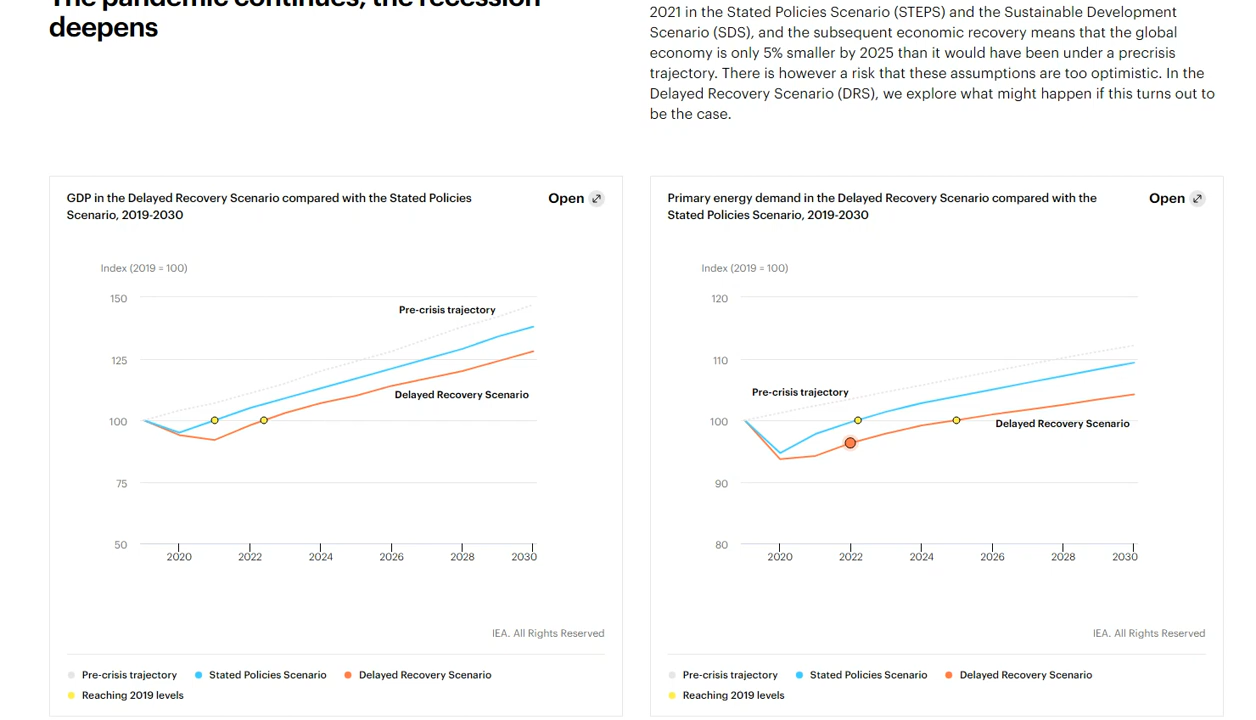 The pandemic continues, the recession
deepens
2021 in the Stated Policies Scenario (STEPS) and the Sustainable Development
Scenario (SDS), and the subsequent economic recovery means that the global
economy is only 5% smaller by 2025 than it would have been under a precrisis
trajectory. There is however a risk that these assumptions are too optimistic. In the
Delayed Recovery Scenario (DRS), we explore what might happen if this turns out to
be the case.
GDP in the Delayed Recovery Scenario compared with the Stated Policies
Scenario, 2019-2030
Open
Index (2019 = 100)
150
125
100
75
50
Pre-crisis trajectory
Delayed Recovery Scenario
2020 2022 2024 2026 2028 2030
IEA. All Rights Reserved
Pre-crisis trajectory Stated Policies Scenario Delayed Recovery Scenario
Reaching 2019 levels
Primary energy demand in the Delayed Recovery Scenario compared with the
Stated Policies Scenario, 2019-2030
Open
Index (2019 = 100)
120
110
100
90
80
Pre-crisis trajectory
Delayed Recovery Scenario
2020 2022 2024 2026 2028 2030
IEA. All Rights Reserved
Pre-crisis trajectory Stated Policies Scenario Delayed Recovery Scenario
Reaching 2019 levels